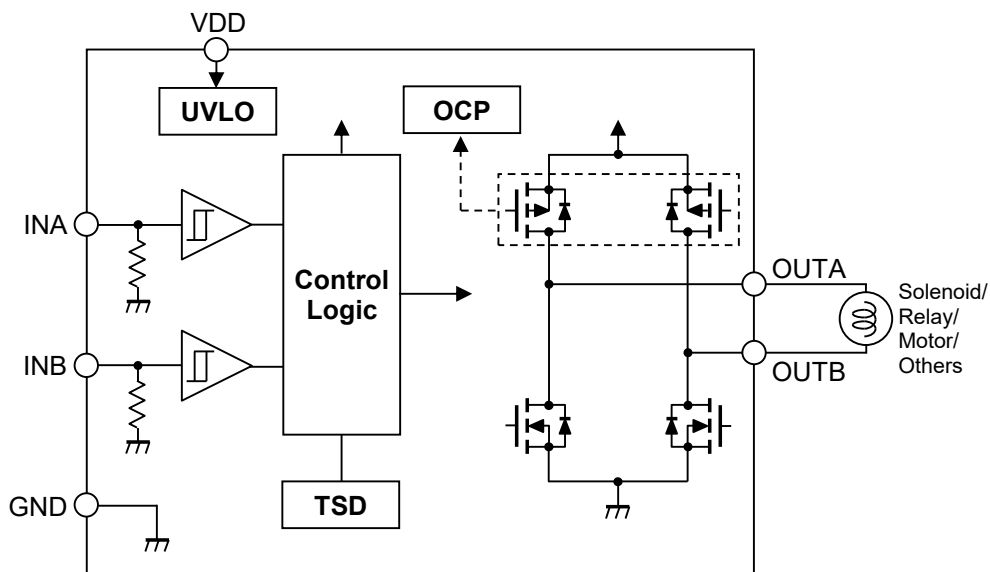 VDD
UVLO
OCP
INA
Control
Logic
OUTA
Solenoid/
Relay/
Motor/
Others
INB
OUTB
GND
TSD